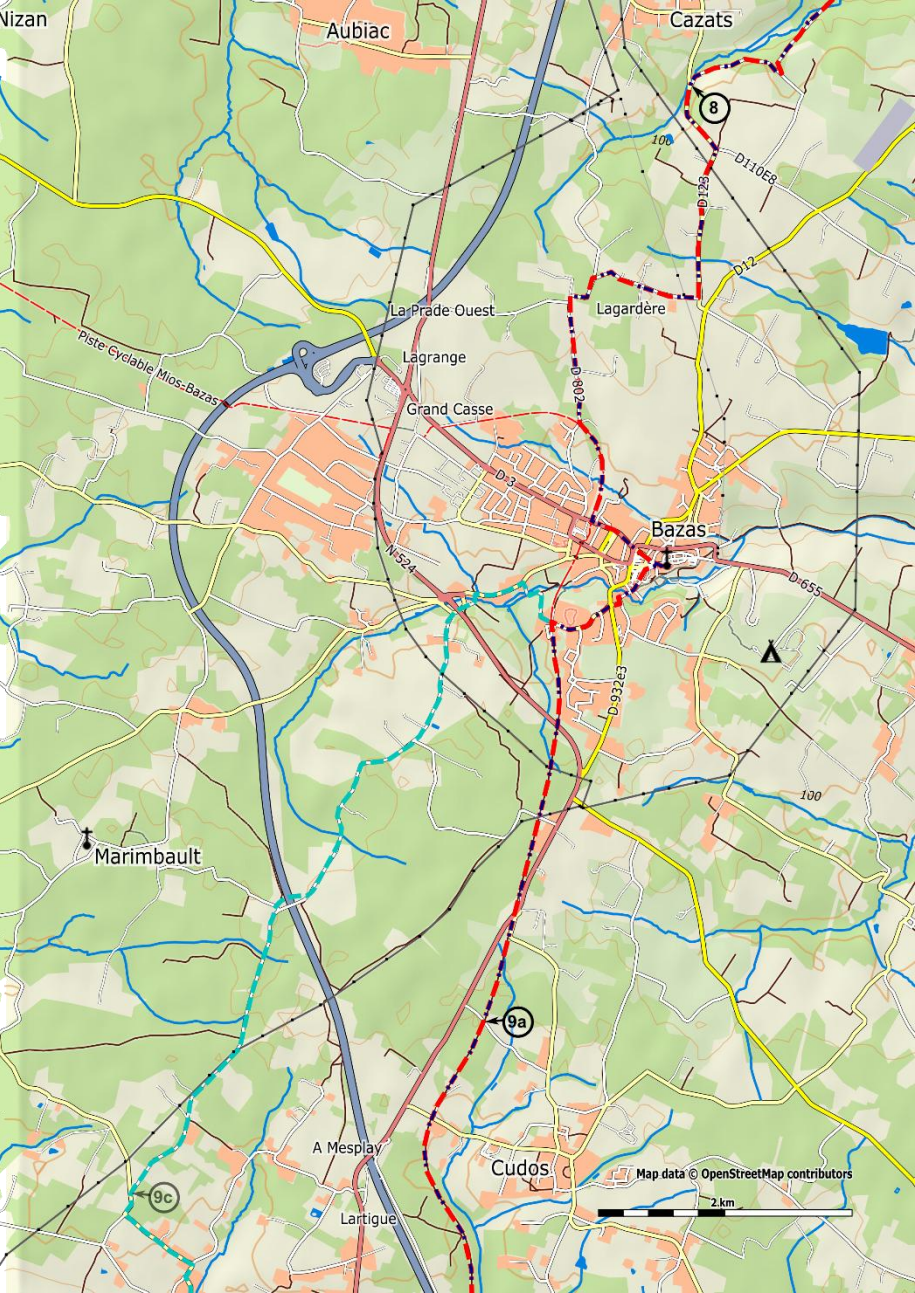 Nizan
Aubiac
Cazats
8
100
D110E8
D123
D12
La Prade Ouest
Lagardère
Piste Cyclable Mios-Bazas
Lagrange
D 802
Grand Casse
D 3
Bazas
N 524
D 655
D 932e3
100
Marimbault
9a
A Mesplay
Cudos
Map data © OpenStreetMap contributors
9c
2 km
Lartigue